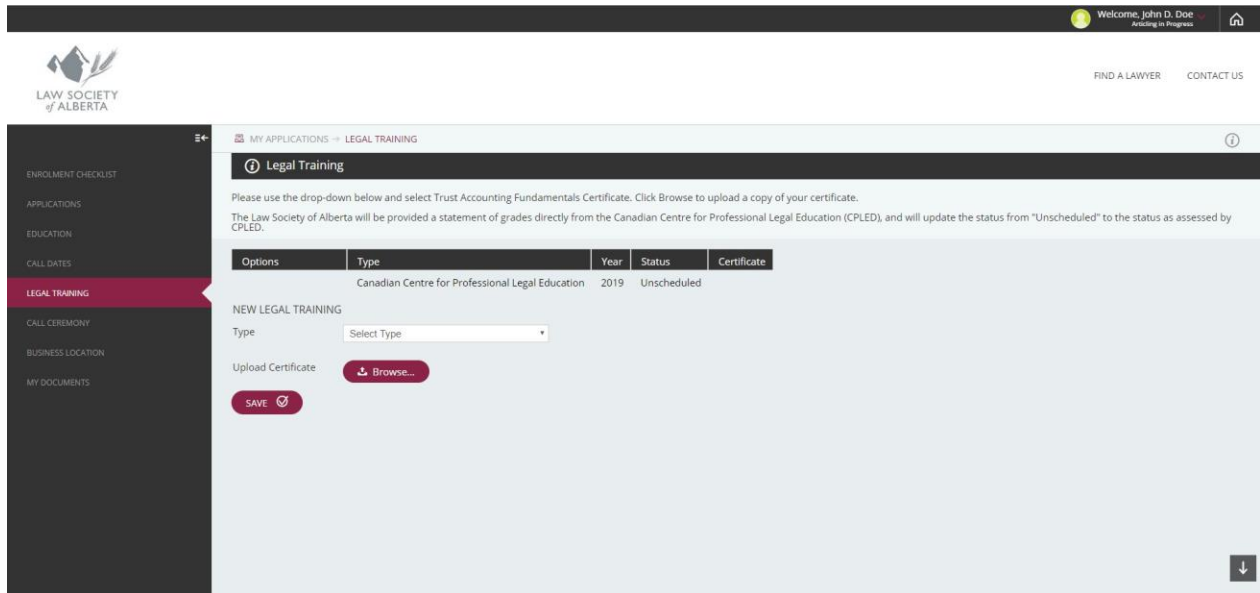 Welcome, John D. Doe
Articling in Progress
LAW SOCIETY
of ALBERTA
FIND A LAWYER CONTACT US
MY APPLICATIONS → LEGAL TRAINING
Legal Training
ENROLMENT CHECKLIST
APPLICATIONS
EDUCATION
CALL DATES
LEGAL TRAINING
CALL CEREMONY
BUSINESS LOCATION
MY DOCUMENTS
Please use the drop-down below and select Trust Accounting Fundamentals Certificate. Click Browse to upload a copy of your certificate.
The Law Society of Alberta will be provided a statement of grades directly from the Canadian Centre for Professional Legal Education (CPLED), and will update the status from "Unscheduled" to the status as assessed by
CPLED.
Options Type Year Status Certificate
Canadian Centre for Professional Legal Education 2019 Unscheduled
NEW LEGAL TRAINING
Type Select Type
Upload Certificate Browse...
SAVE